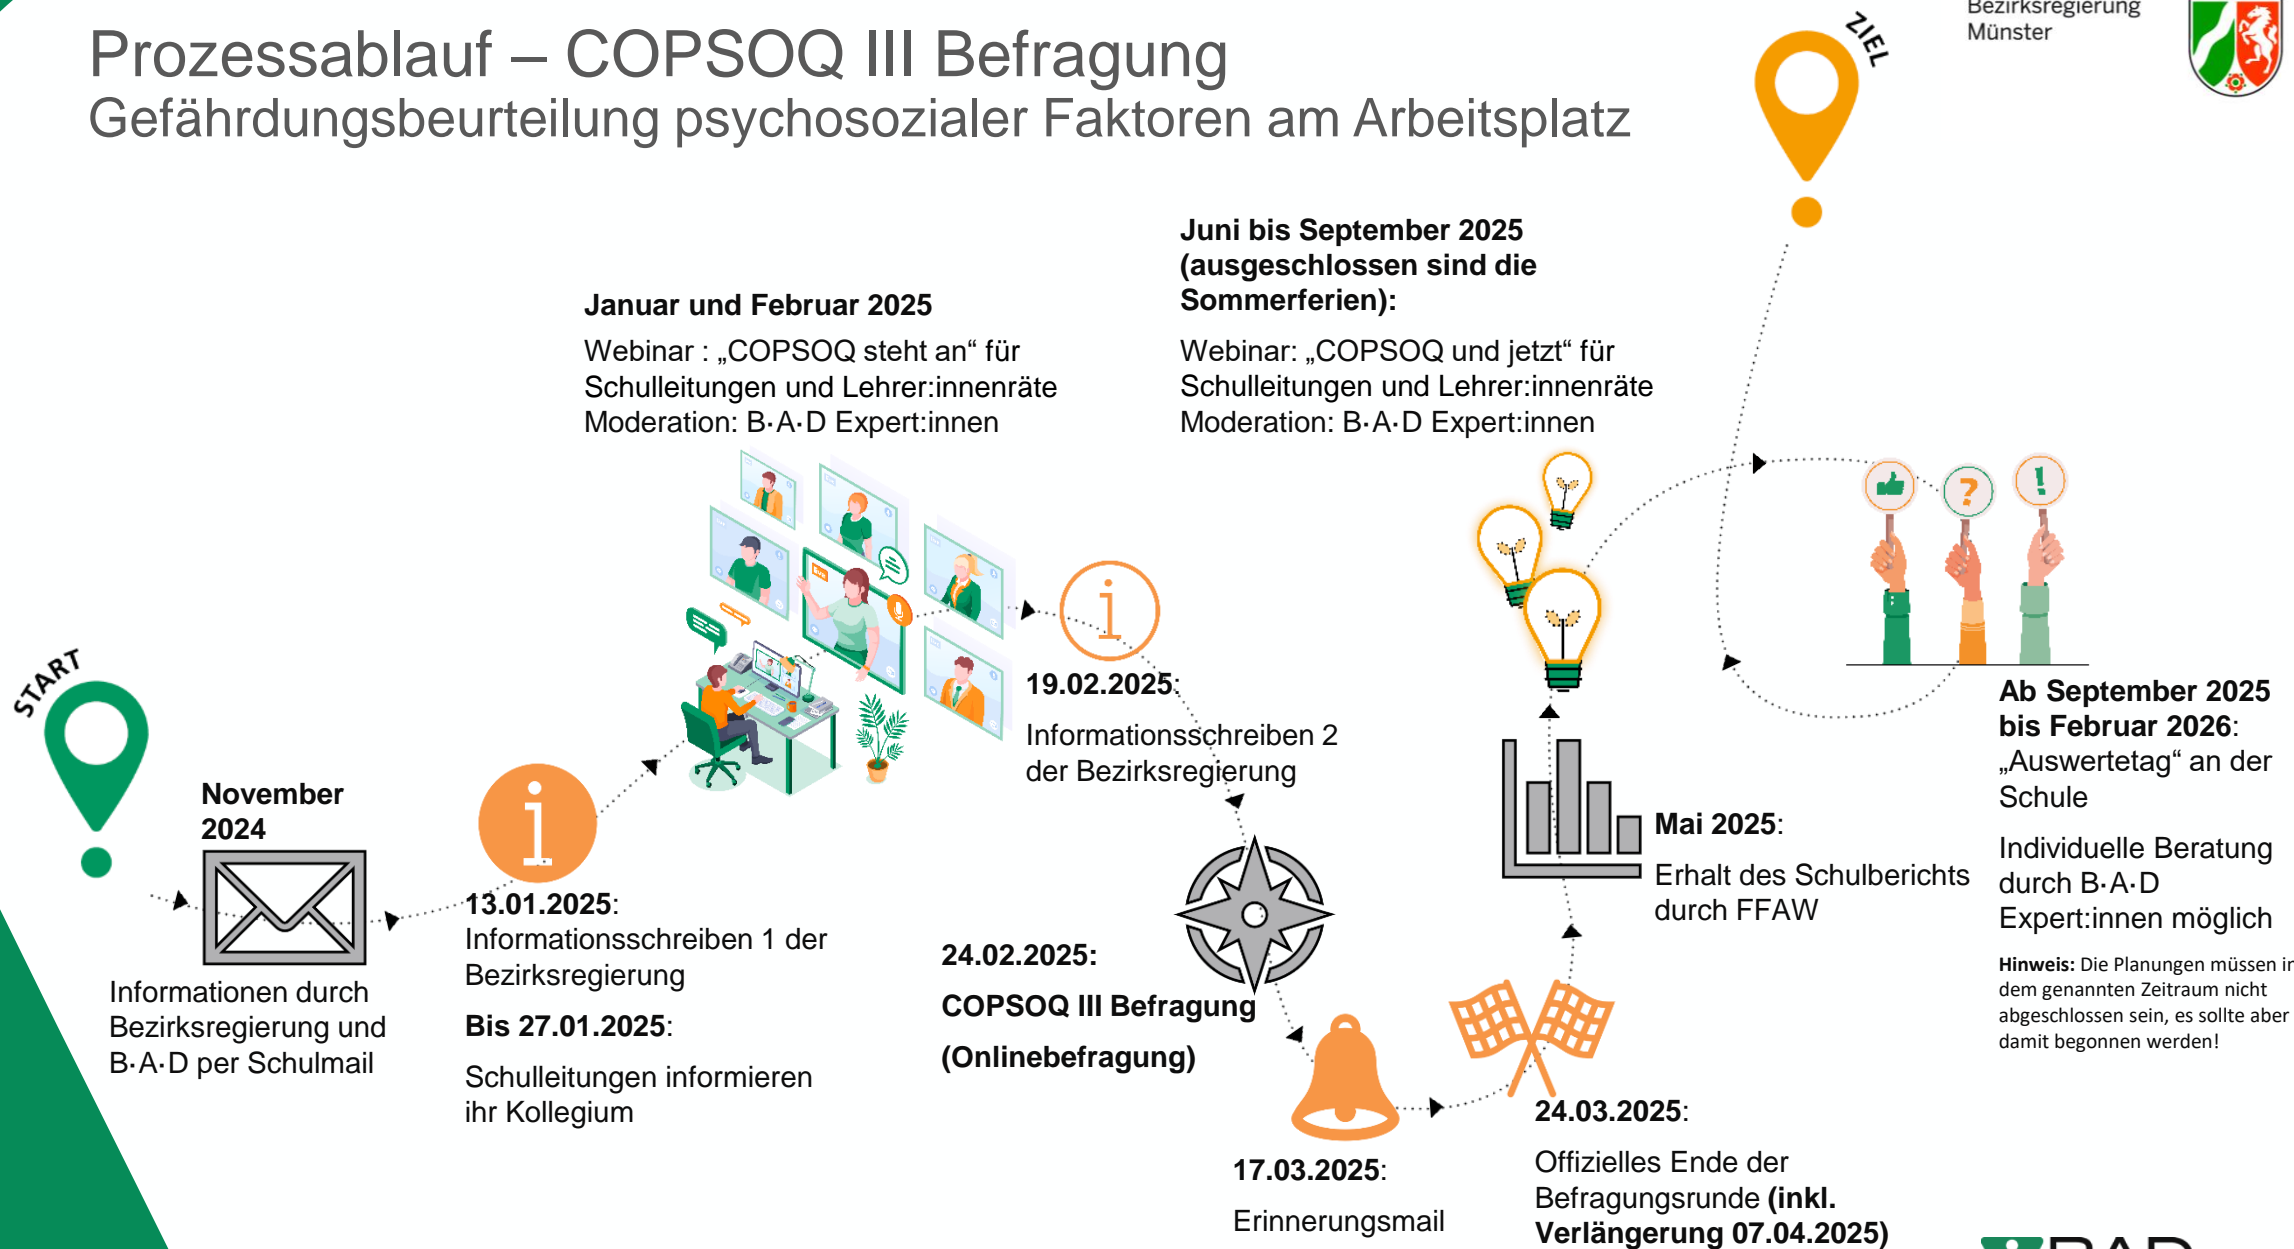 Prozessablauf – COPSOQ III Befragung
Gefährdungsbeurteilung psychosozialer Faktoren am Arbeitsplatz
Bezirksregierung
Münster
ZIEL
START
November
2024
Informationen durch
Bezirksregierung und
B·A·D per Schulmail
13.01.2025:
Informationsschreiben 1 der
Bezirksregierung
Bis 27.01.2025:
Schulleitungen informieren
ihr Kollegium
Januar und Februar 2025
Webinar : „COPSOQ steht an“ für
Schulleitungen und Lehrer:innenräte
Moderation: B·A·D Expert:innen
19.02.2025:
Informationsschreiben 2
der Bezirksregierung
24.02.2025:
COPSOQ III Befragung
(Onlinebefragung)
17.03.2025:
Erinnerungsmail
24.03.2025:
Offizielles Ende der
Befragungsrunde (inkl.
Verlängerung 07.04.2025)
Mai 2025:
Erhalt des Schulberichts
durch FFAW
Juni bis September 2025
(ausgeschlossen sind die
Sommerferien):
Webinar: „COPSOQ und jetzt“ für
Schulleitungen und Lehrer:innenräte
Moderation: B·A·D Expert:innen
Ab September 2025
bis Februar 2026:
„Auswertetag“ an der
Schule
Individuelle Beratung
durch B·A·D
Expert:innen möglich
Hinweis: Die Planungen müssen in
dem genannten Zeitraum nicht
abgeschlossen sein, es sollte aber
damit begonnen werden!
BAD